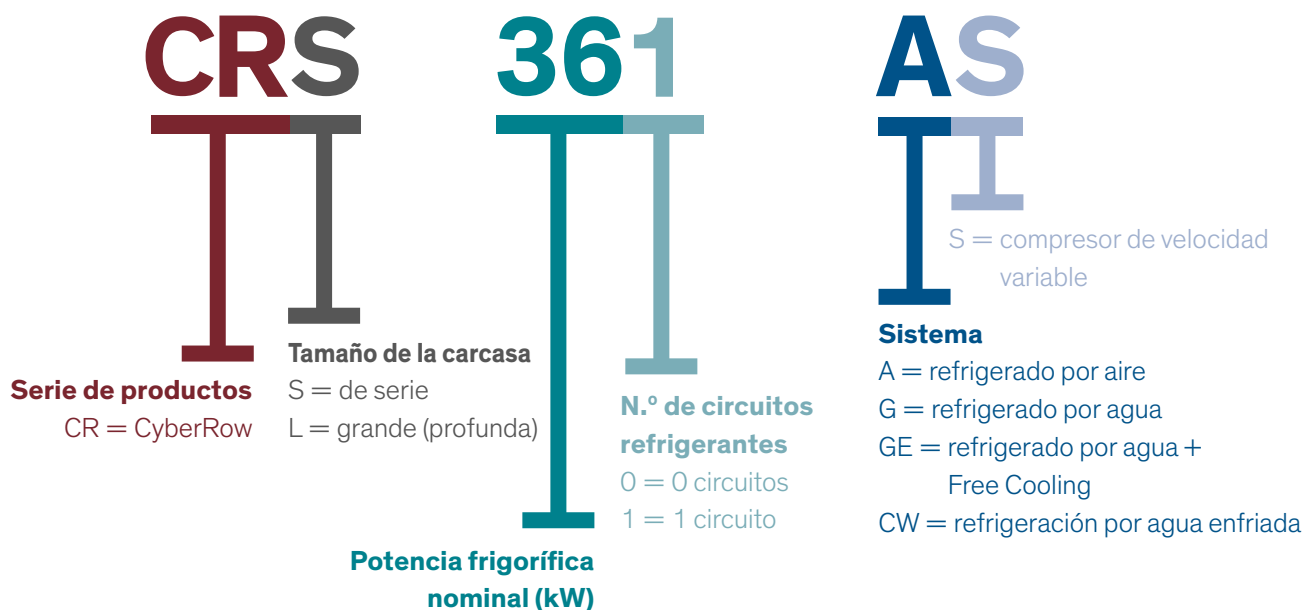 CRS 361 AS
S = compresor de velocidad
variable
Serie de productos
CR = CyberRow
Tamaño de la carcasa
S = de serie
L = grande (profunda)
Potencia frigorífica
nominal (kW)
N.º de circuitos
refrigerantes
0 = 0 circuitos
1 = 1 circuito
Sistema
A = refrigerado por aire
G = refrigerado por agua
GE = refrigerado por agua +
Free Cooling
CW = refrigeración por agua enfriada